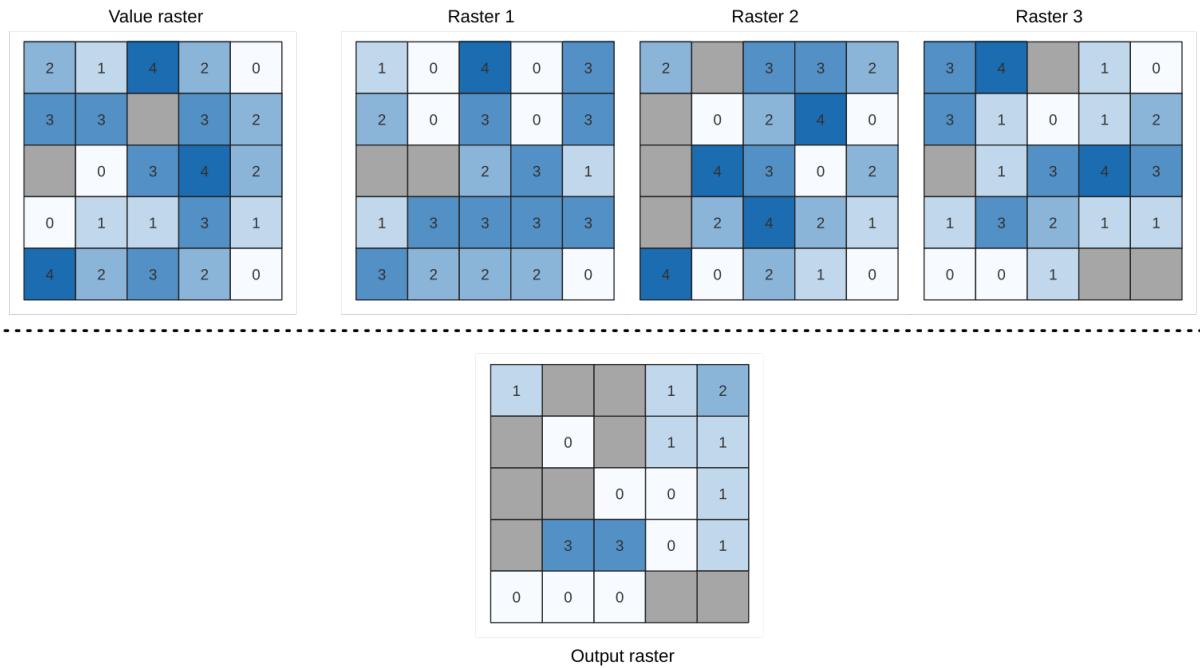 Value raster Raster 1 Raster 2 Raster 3
2 1 4 2 0 1 0 4 0 3 2 3 3 2 3 4 1 0
3 3 3 2 2 0 3 0 3 0 2 4 0 3 1 0 1 2
0 3 4 2 2 3 1 4 3 0 2 1 3 4 3
0 1 1 3 1 1 3 3 3 3 2 4 2 1 1 3 2 1 1
4 2 3 2 0 3 2 2 2 0 4 0 2 1 0 0 0 1
1 1 2
0 1 1
0 0 1
3 3 0 1
0 0 0
Output raster